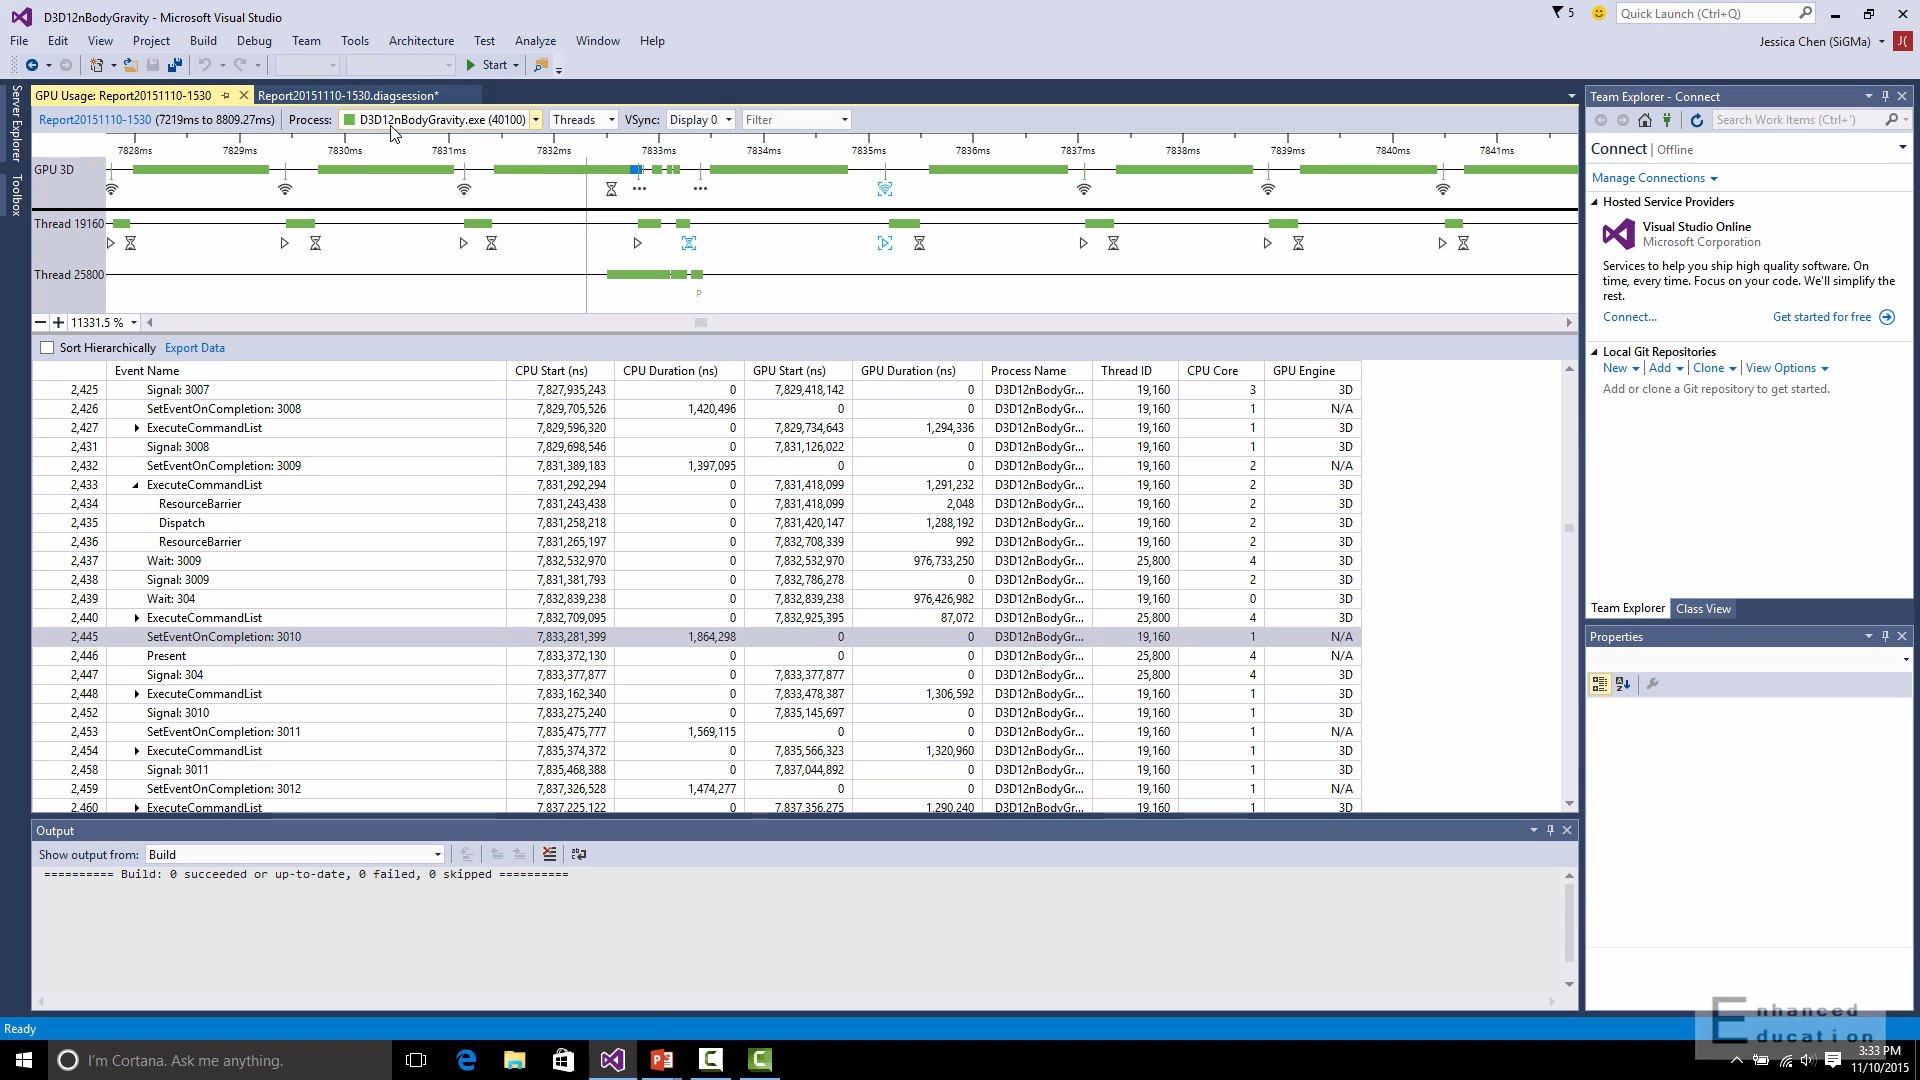 D3D12nBodyGravity - Microsoft Visual Studio
5
Quick Launch (Ctrl+Q)
File Edit View Project Build Debug Team Tools Architecture Test Analyze Window Help
Jessica Chen (SiGMa) J(
Start
Server Explorer
Toolbox
GPU Usage: Report20151110-1530 Report20151110-1530.diagsession*
Report20151110-1530 (7219ms to 8809.27ms) Process: D3D12nBodyGravity.exe (40100) Threads VSync: Display 0 Filter
7828ms 7829ms 7830ms 7831ms 7832ms 7833ms 7834ms 7835ms 7836ms 7837ms 7838ms 7839ms 7840ms 7841ms
GPU 3D
Thread 19160
Thread 25800
P
11331.5 %
Sort Hierarchically Export Data
Event Name CPU Start (ns) CPU Duration (ns) GPU Start (ns) GPU Duration (ns) Process Name Thread ID CPU Core GPU Engine
2,425 Signal: 3007 7,827,935,243 0 7,829,418,142 0 D3D12nBodyGr... 19,160 3 3D
2,426 SetEventOnCompletion: 3008 7,829,705,526 1,420,496 0 0 D3D12nBodyGr... 19,160 1 N/A
2,427 ExecuteCommandList 7,829,596,320 0 7,829,734,643 1,294,336 D3D12nBodyGr... 19,160 1 3D
2,431 Signal: 3008 7,829,698,546 0 7,831,126,022 0 D3D12nBodyGr... 19,160 1 3D
2,432 SetEventOnCompletion: 3009 7,831,389,183 1,397,095 0 0 D3D12nBodyGr... 19,160 2 N/A
2,433 ExecuteCommandList 7,831,292,294 0 7,831,418,099 1,291,232 D3D12nBodyGr... 19,160 2 3D
2,434 ResourceBarrier 7,831,243,438 0 7,831,418,099 2,048 D3D12nBodyGr... 19,160 2 3D
2,435 Dispatch 7,831,258,218 0 7,831,420,147 1,288,192 D3D12nBodyGr... 19,160 2 3D
2,436 ResourceBarrier 7,831,265,197 0 7,832,708,339 992 D3D12nBodyGr... 19,160 2 3D
2,437 Wait: 3009 7,832,532,970 0 7,832,532,970 976,733,250 D3D12nBodyGr... 25,800 4 3D
2,438 Signal: 3009 7,831,381,793 0 7,832,786,278 0 D3D12nBodyGr... 19,160 2 3D
2,439 Wait: 304 7,832,839,238 0 7,832,839,238 976,426,982 D3D12nBodyGr... 19,160 0 3D
2,440 ExecuteCommandList 7,832,709,095 0 7,832,925,395 87,072 D3D12nBodyGr... 25,800 4 3D
2,445 SetEventOnCompletion: 3010 7,833,281,399 1,864,298 0 0 D3D12nBodyGr... 19,160 1 N/A
2,446 Present 7,833,372,130 0 0 0 D3D12nBodyGr... 25,800 4 N/A
2,447 Signal: 304 7,833,377,877 0 7,833,377,877 0 D3D12nBodyGr... 25,800 4 3D
2,448 ExecuteCommandList 7,833,162,340 0 7,833,478,387 1,306,592 D3D12nBodyGr... 19,160 1 3D
2,452 Signal: 3010 7,833,275,240 0 7,835,145,697 0 D3D12nBodyGr... 19,160 1 3D
2,453 SetEventOnCompletion: 3011 7,835,475,777 1,569,115 0 0 D3D12nBodyGr... 19,160 1 N/A
2,454 ExecuteCommandList 7,835,374,372 0 7,835,566,323 1,320,960 D3D12nBodyGr... 19,160 1 3D
2,458 Signal: 3011 7,835,468,388 0 7,837,044,892 0 D3D12nBodyGr... 19,160 1 3D
2,459 SetEventOnCompletion: 3012 7,837,326,528 1,474,277 0 0 D3D12nBodyGr... 19,160 1 N/A
2,460 ExecuteCommandList 7,837,225,122 0 7,837,356,275 1,290,240 D3D12nBodyGr... 19,160 1 3D
Output
Show output from: Build
========== Build: 0 succeeded or up-to-date, 0 failed, 0 skipped ==========
Team Explorer - Connect
Search Work Items (Ctrl+')
Connect | Offline
Manage Connections
Hosted Service Providers
Visual Studio Online
Microsoft Corporation
Services to help you ship high quality software. On
time, every time. Focus on your code. We'll simplify the
rest.
Connect... Get started for free
Local Git Repositories
New | Add | Clone | View Options
Add or clone a Git repository to get started.
Team Explorer Class View
Properties
Enhanced
Education
Ready
I'm Cortana. Ask me anything.
3:33 PM
11/10/2015